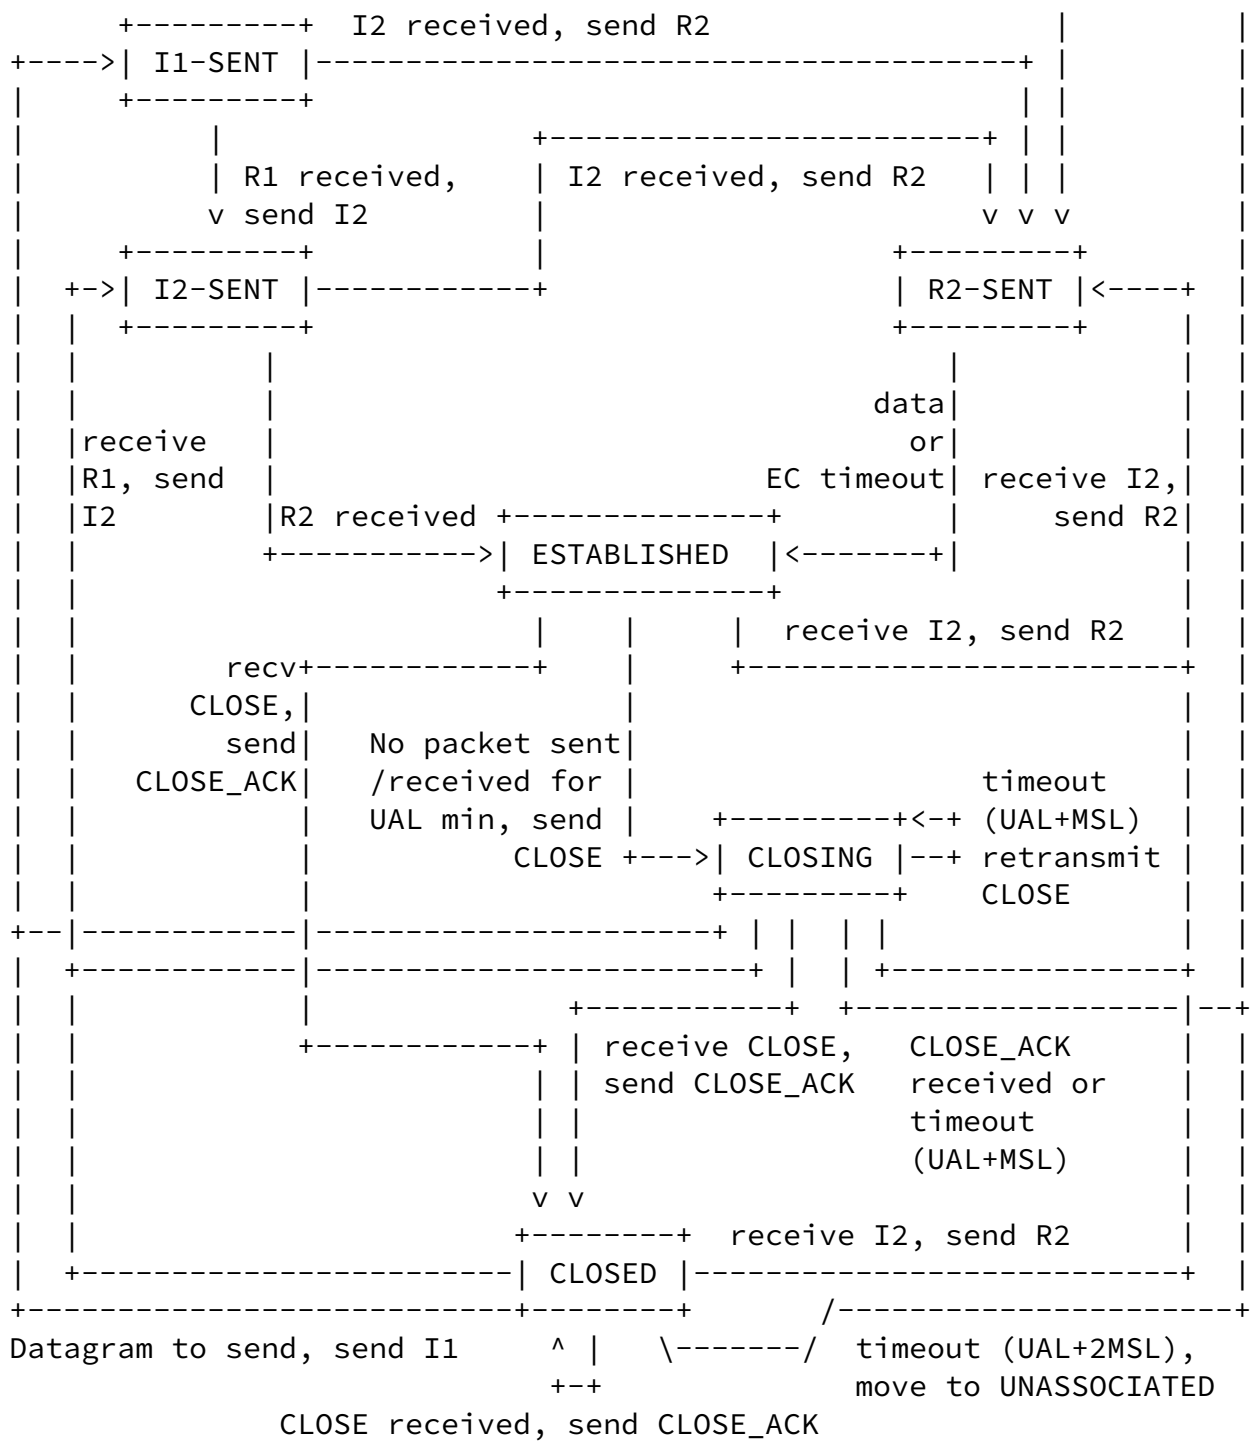 I2 received, send R2
I1-SENT
R1 received, I2 received, send R2
send I2
I2-SENT R2-SENT
data
receive or
R1, send EC timeout receive I2,
I2 R2 received send R2
ESTABLISHED
receive I2, send R2
recv
CLOSE,
send No packet sent
CLOSE_ACK /received for timeout
UAL min, send (UAL+MSL)
CLOSE CLOSING retransmit
CLOSE
receive CLOSE, CLOSE_ACK
send CLOSE_ACK received or
timeout
(UAL+MSL)
receive I2, send R2
CLOSED
Datagram to send, send I1 timeout (UAL+2MSL),
move to UNASSOCIATED
CLOSE received, send CLOSE_ACK